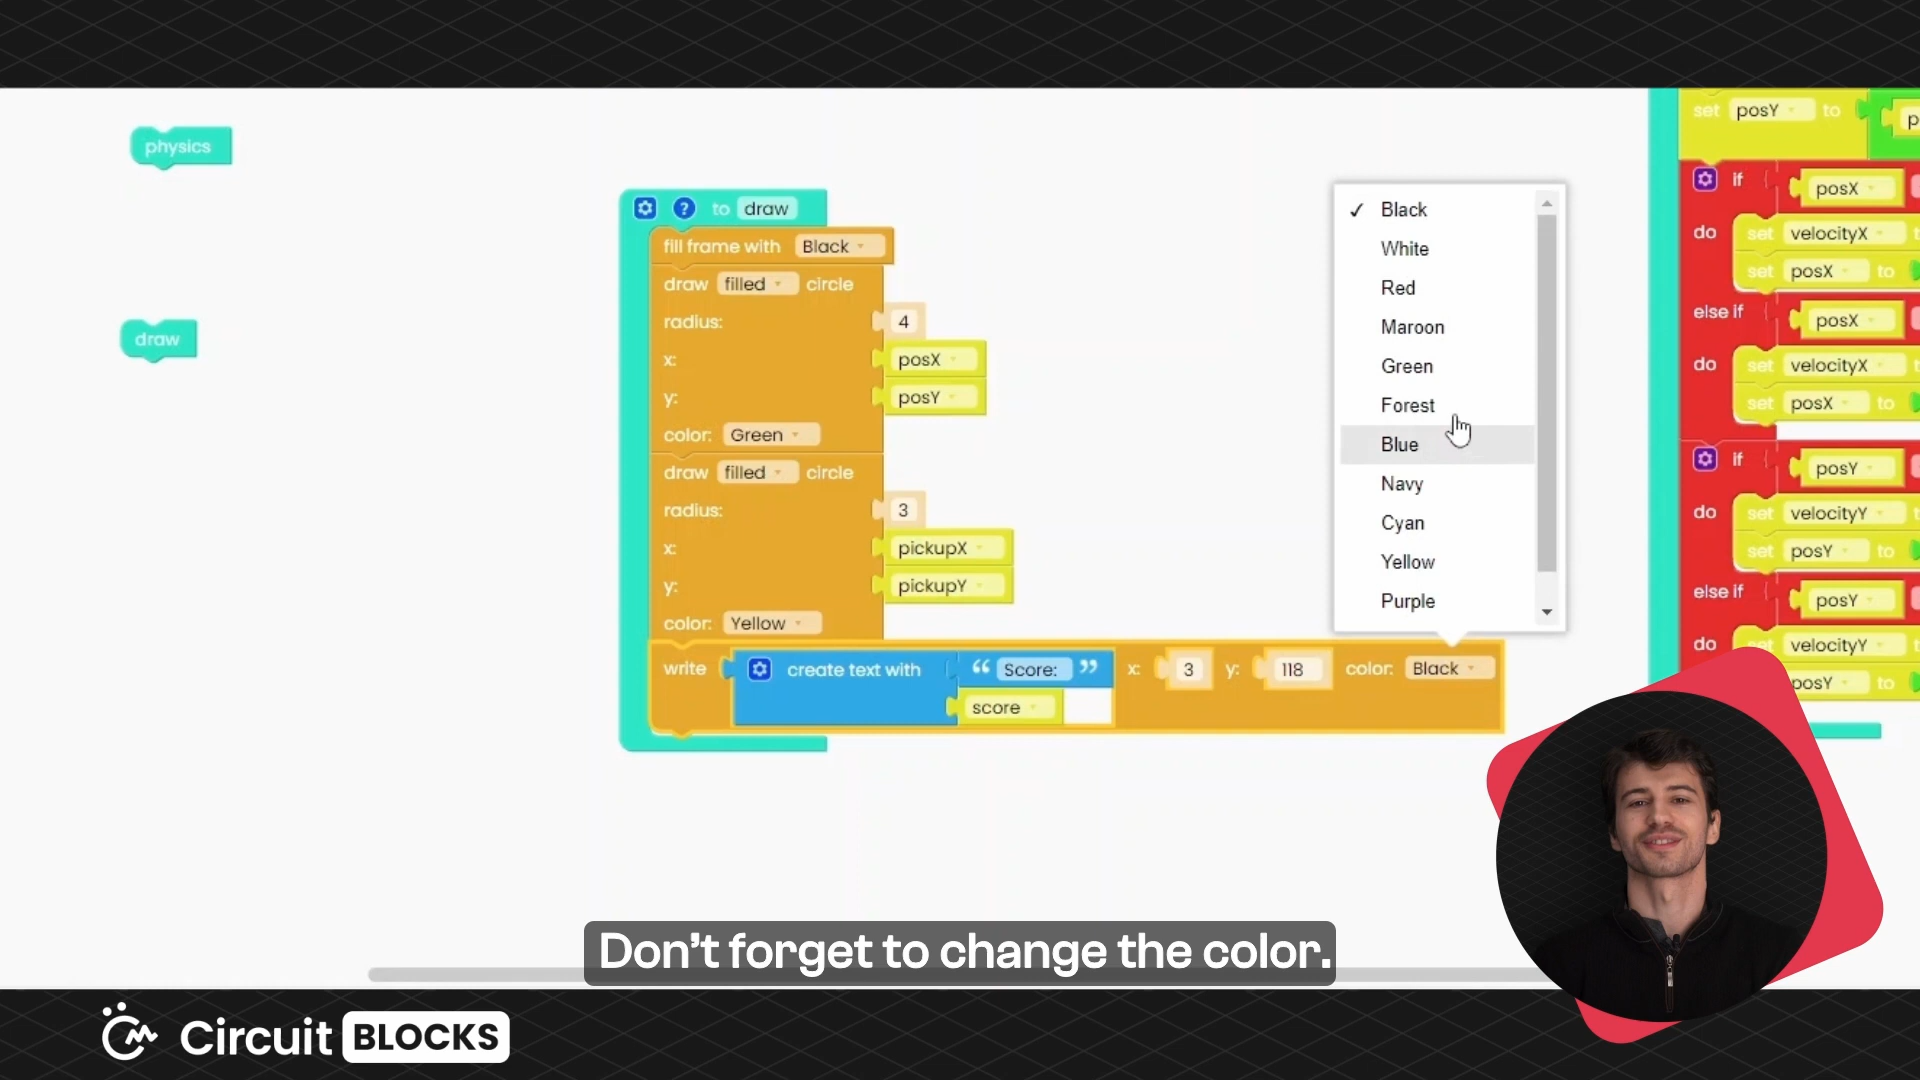 physics
draw
to draw
fill frame with Black
draw filled circle
radius: 4
x: posX
y: posY
color: Green
draw filled circle
radius: 3
x: pickupX
y: pickupY
color: Yellow
write create text with “ Score: ” x: 3 y: 118 color: Black
score
✓ Black
White
Red
Maroon
Green
Forest
Blue
Navy
Cyan
Yellow
Purple
set posY to
if posX
do set velocityX
set posX to
else if posX
do set velocityX
set posX to
if posY
do set velocityY
set posY to
else if posY
do set velocityY
posY to
Don't forget to change the color.
Circuit BLOCKS